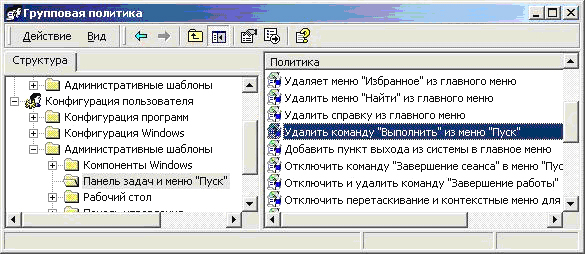 Групповая политика
Действие Вид
Структура
Административные шаблоны
Конфигурация пользователя
Конфигурация программ
Конфигурация Windows
Административные шаблоны
Компоненты Windows
Панель задач и меню "Пуск"
Рабочий стол
Панель управления
Политика
Удаляет меню "Избранное" из главного меню
Удалить меню "Найти" из главного меню
Удалить справку из главного меню
Удалить команду "Выполнить" из меню "Пуск"
Добавить пункт выхода из системы в главное меню
Отключить команду "Завершение сеанса" в меню "Пус
Отключить и удалить команду "Завершение работы"
Отключить перетаскивание и контекстные меню для